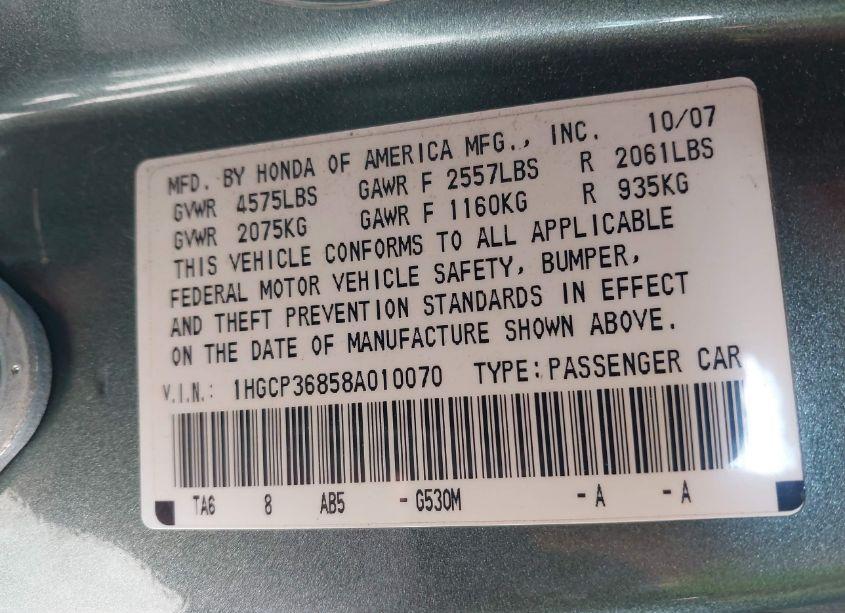 MFD. BY HONDA OF AMERICA MFG., INC. 10/07
GVWR 4575LBS GAWR F 2557LBS R 2061LBS
GVWR 2075KG GAWR F 1160KG R 935KG
THIS VEHICLE CONFORMS TO ALL APPLICABLE
FEDERAL MOTOR VEHICLE SAFETY, BUMPER,
AND THEFT PREVENTION STANDARDS IN EFFECT
ON THE DATE OF MANUFACTURE SHOWN ABOVE.
V.I.N.: 1HGCP36858A010070 TYPE:PASSENGER CAR
TA6 8 AB5 -G530M -A -A